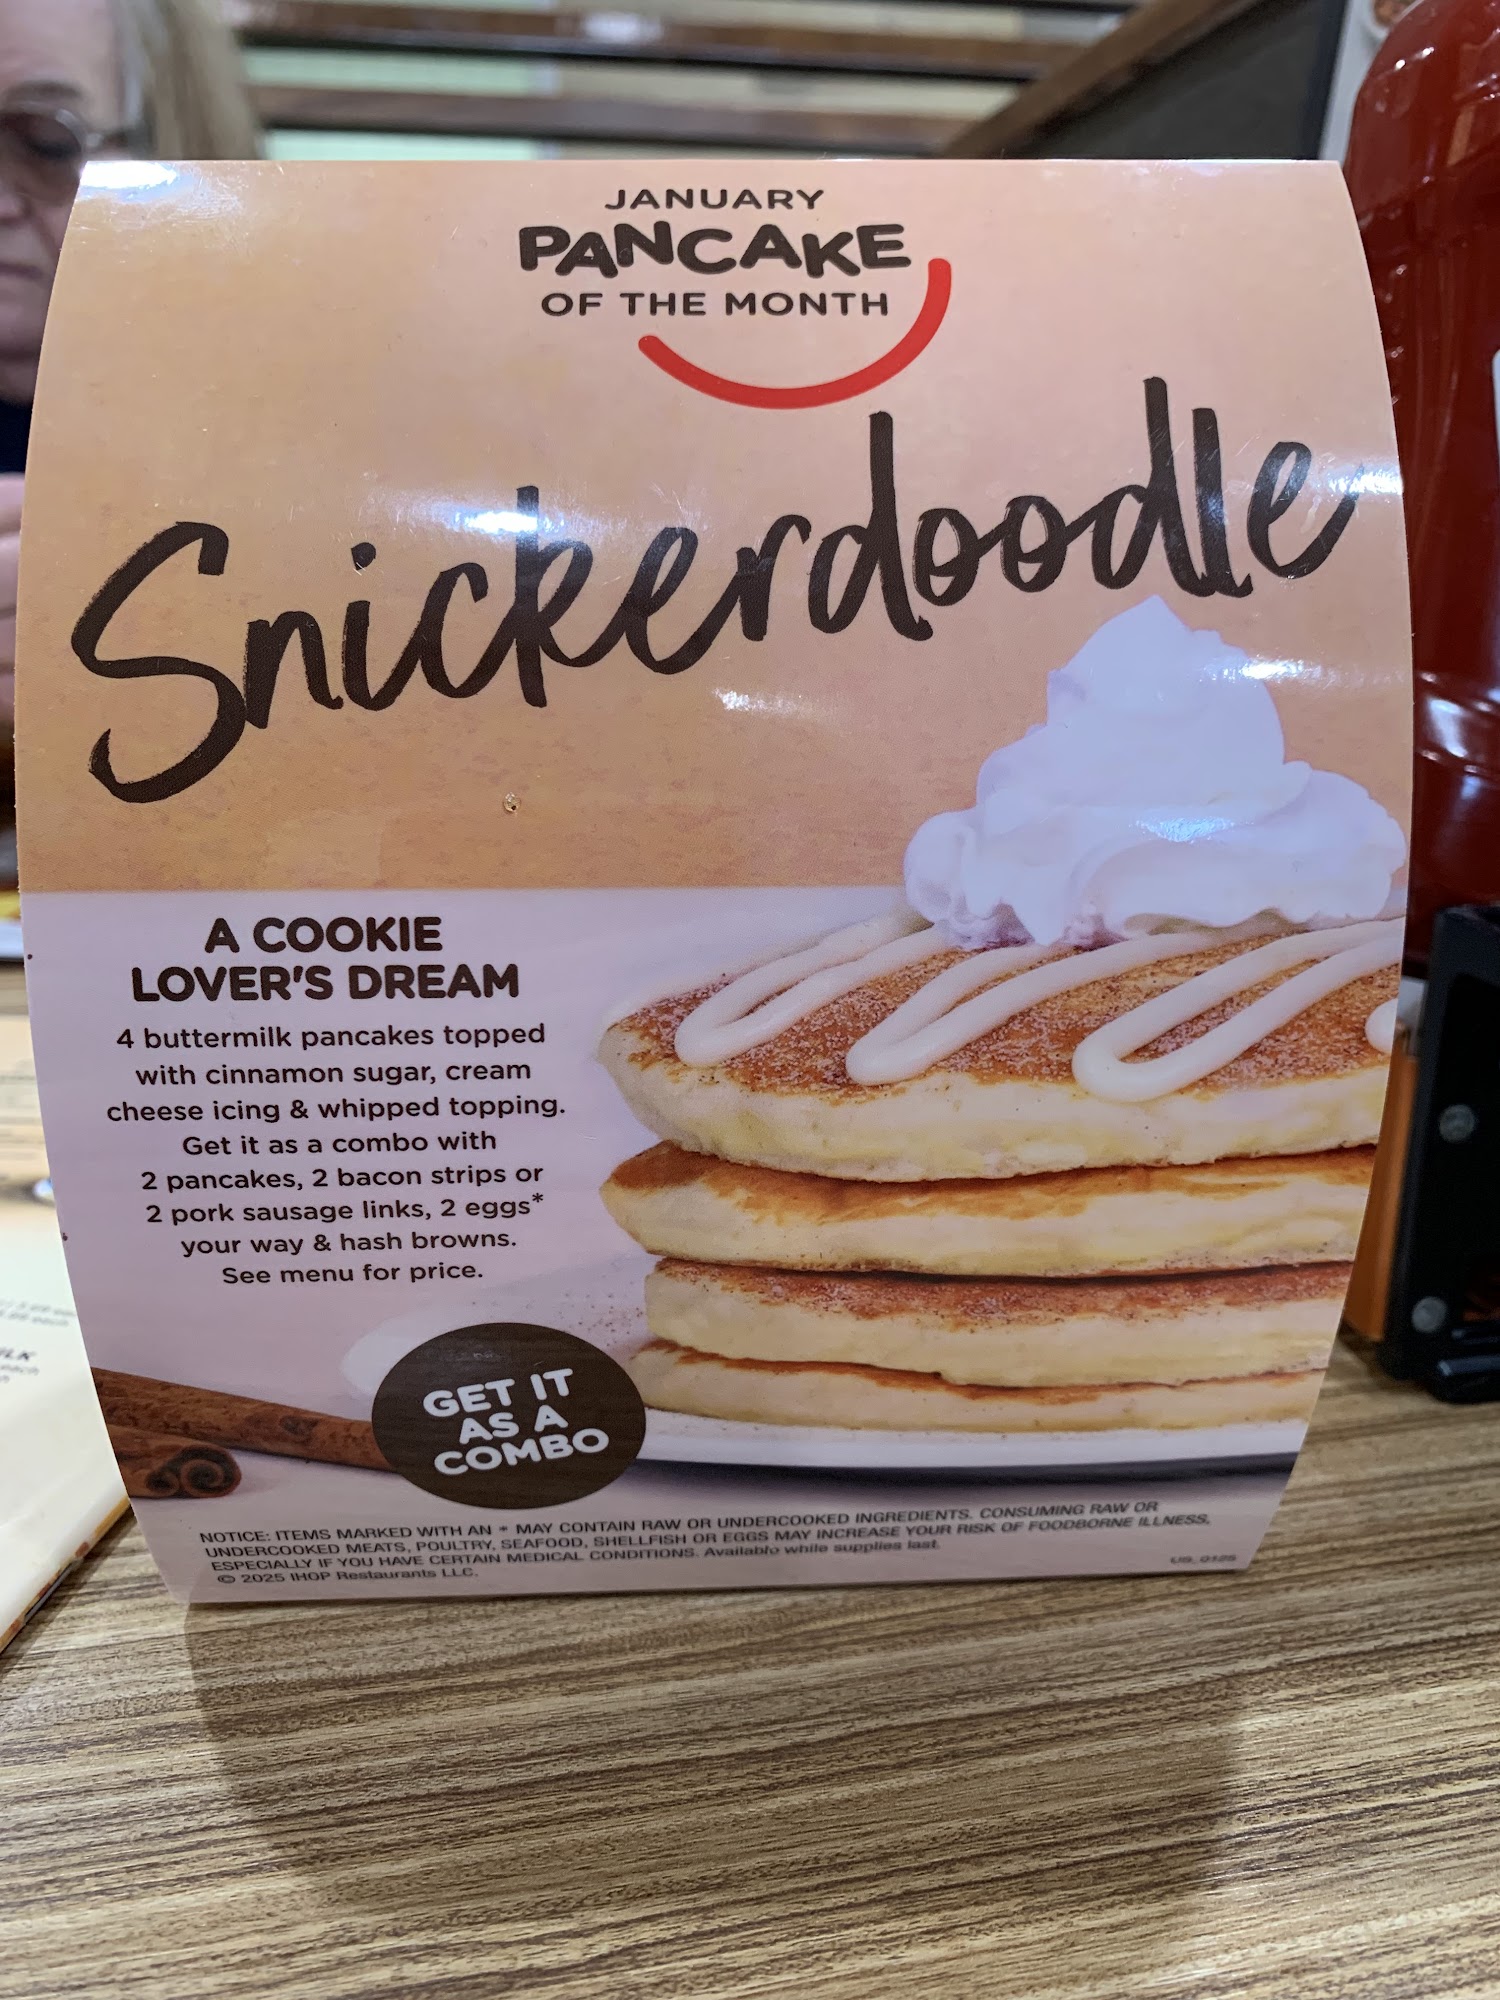 JANUARY
PANCAKE
OF THE MONTH
Snickerdoodle
A COOKIE
LOVER'S DREAM
4 buttermilk pancakes topped
with cinnamon sugar, cream
cheese icing & whipped topping.
Get it as a combo with
2 pancakes, 2 bacon strips or
2 pork sausage links, 2 eggs*
your way & hash browns.
See menu for price.
GET IT
AS A
COMBO
NOTICE: ITEMS MARKED WITH AN * MAY CONTAIN RAW OR UNDERCOOKED INGREDIENTS. CONSUMING RAW OR
UNDERCOOKED MEATS, POULTRY, SEAFOOD, SHELLFISH OR EGGS MAY INCREASE YOUR RISK OF FOODBORNE ILLNESS,
ESPECIALLY IF YOU HAVE CERTAIN MEDICAL CONDITIONS. Available while supplies last.
© 2025 IHOP Restaurants LLC.
US_0125